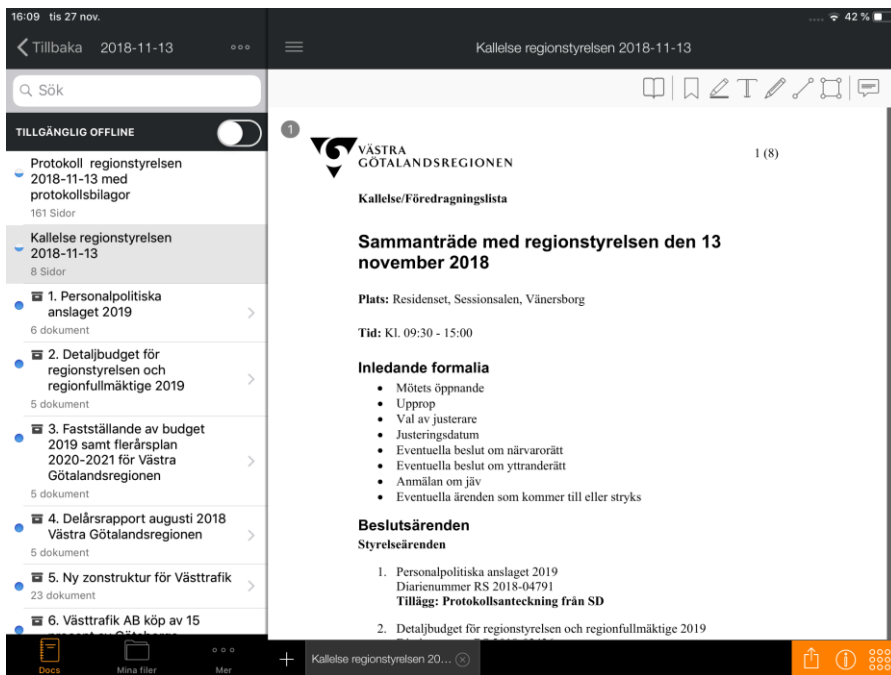 16:09 tis 27 nov.
42 %
Tillbaka
2018-11-13
Kallelse regionstyrelsen 2018-11-13
Sök
TILLGÄNGLIG OFFLINE
Protokoll regionstyrelsen
2018-11-13 med
protokollsbilagor
161 Sidor
Kallelse regionstyrelsen
2018-11-13
8 Sidor
1. Personalpolitiska
anslaget 2019
6 dokument
2. Detaljbudget för
regionstyrelsen och
regionfullmäktige 2019
5 dokument
3. Fastställande av budget
2019 samt flerårsplan
2020-2021 för Västra
Götalandsregionen
5 dokument
4. Delårsrapport augusti 2018
Västra Götalandsregionen
5 dokument
5. Ny zonstruktur för Västtrafik
23 dokument
6. Västtrafik AB köp av 15
Docs
Mina filer
Mer
1
VÄSTRA
GÖTALANDSREGIONEN
1 (8)
Kallelse/Föredragningslista
Sammanträde med regionstyrelsen den 13
november 2018
Plats: Residenset, Sessionsalen, Vänersborg
Tid: Kl. 09:30 - 15:00
Inledande formalia
• Mötets öppnande
• Upprop
• Val av justerare
• Justeringsdatum
• Eventuella beslut om närvarorätt
• Eventuella beslut om yttranderätt
• Anmälan om jäv
• Eventuella ärenden som kommer till eller stryks
Beslutsärenden
Styrelseärenden
1. Personalpolitiska anslaget 2019
Diarienummer RS 2018-04791
Tillägg: Protokollsanteckning från SD
2. Detaljbudget för regionstyrelsen och regionfullmäktige 2019
Kallelse regionstyrelsen 20...